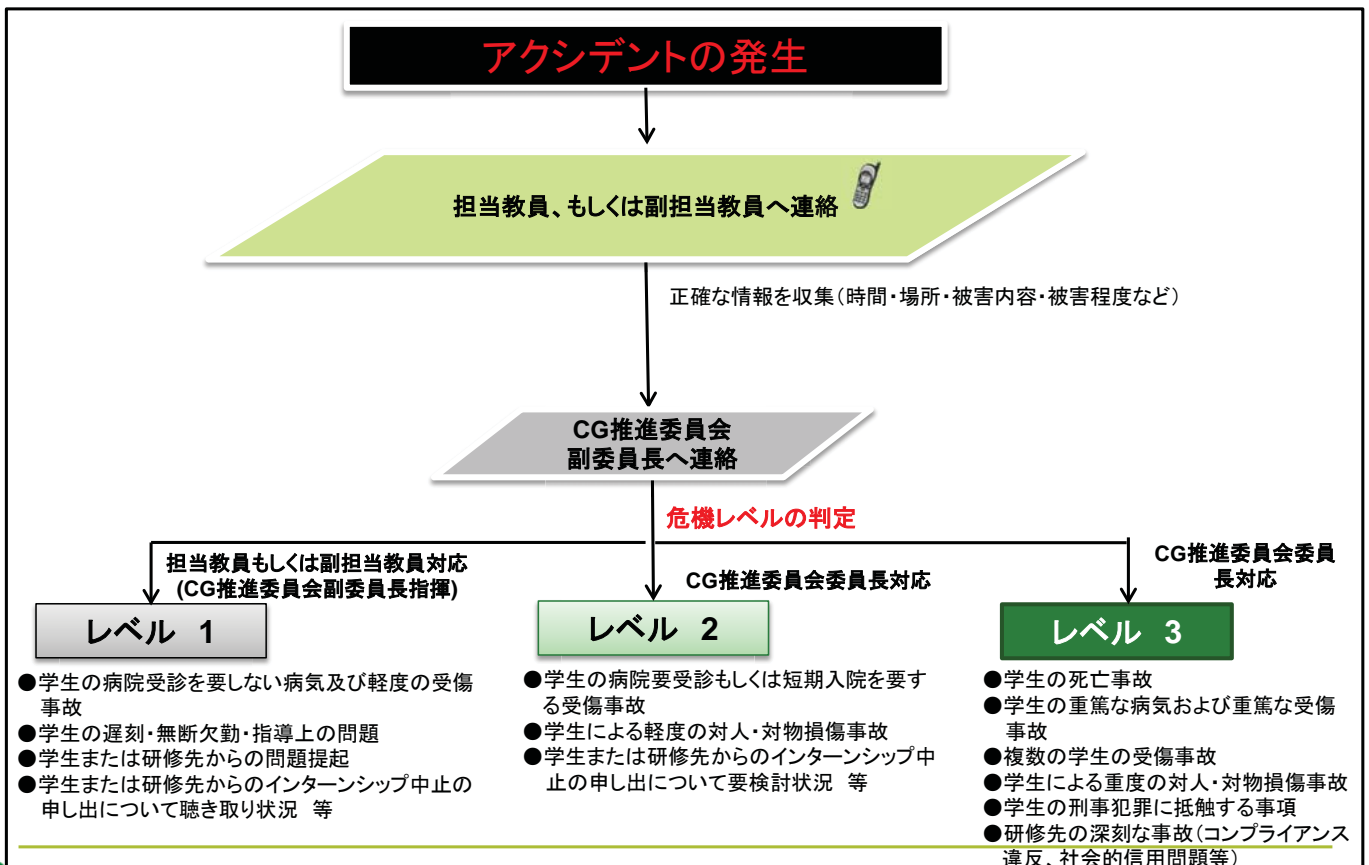 アクシデントの発生
担当教員、もしくは副担当教員へ連絡
正確な情報を収集(時間・場所・被害内容・被害程度など)
CG推進委員会
副委員長へ連絡
危機レベルの判定
担当教員もしくは副担当教員対応
(CG推進委員会副委員長指揮)
レベル 1
●学生の病院受診を要しない病気及び軽度の受傷
事故
●学生の遅刻・無断欠勤・指導上の問題
●学生または研修先からの問題提起
●学生または研修先からのインターンシップ中止の
申し出について聴き取り状況 等
CG推進委員会委員長対応
レベル 2
●学生の病院要受診もしくは短期入院を要す
る受傷事故
●学生による軽度の対人・対物損傷事故
●学生または研修先からのインターンシップ中
止の申し出について要検討状況 等
CG推進委員会委員
長対応
レベル 3
●学生の死亡事故
●学生の重篤な病気および重篤な受傷
事故
●複数の学生の受傷事故
●学生による重度の対人・対物損傷事故
●学生の刑事犯罪に抵触する事項
●研修先の深刻な事故(コンプライアンス
違反、社会的信用問題等)